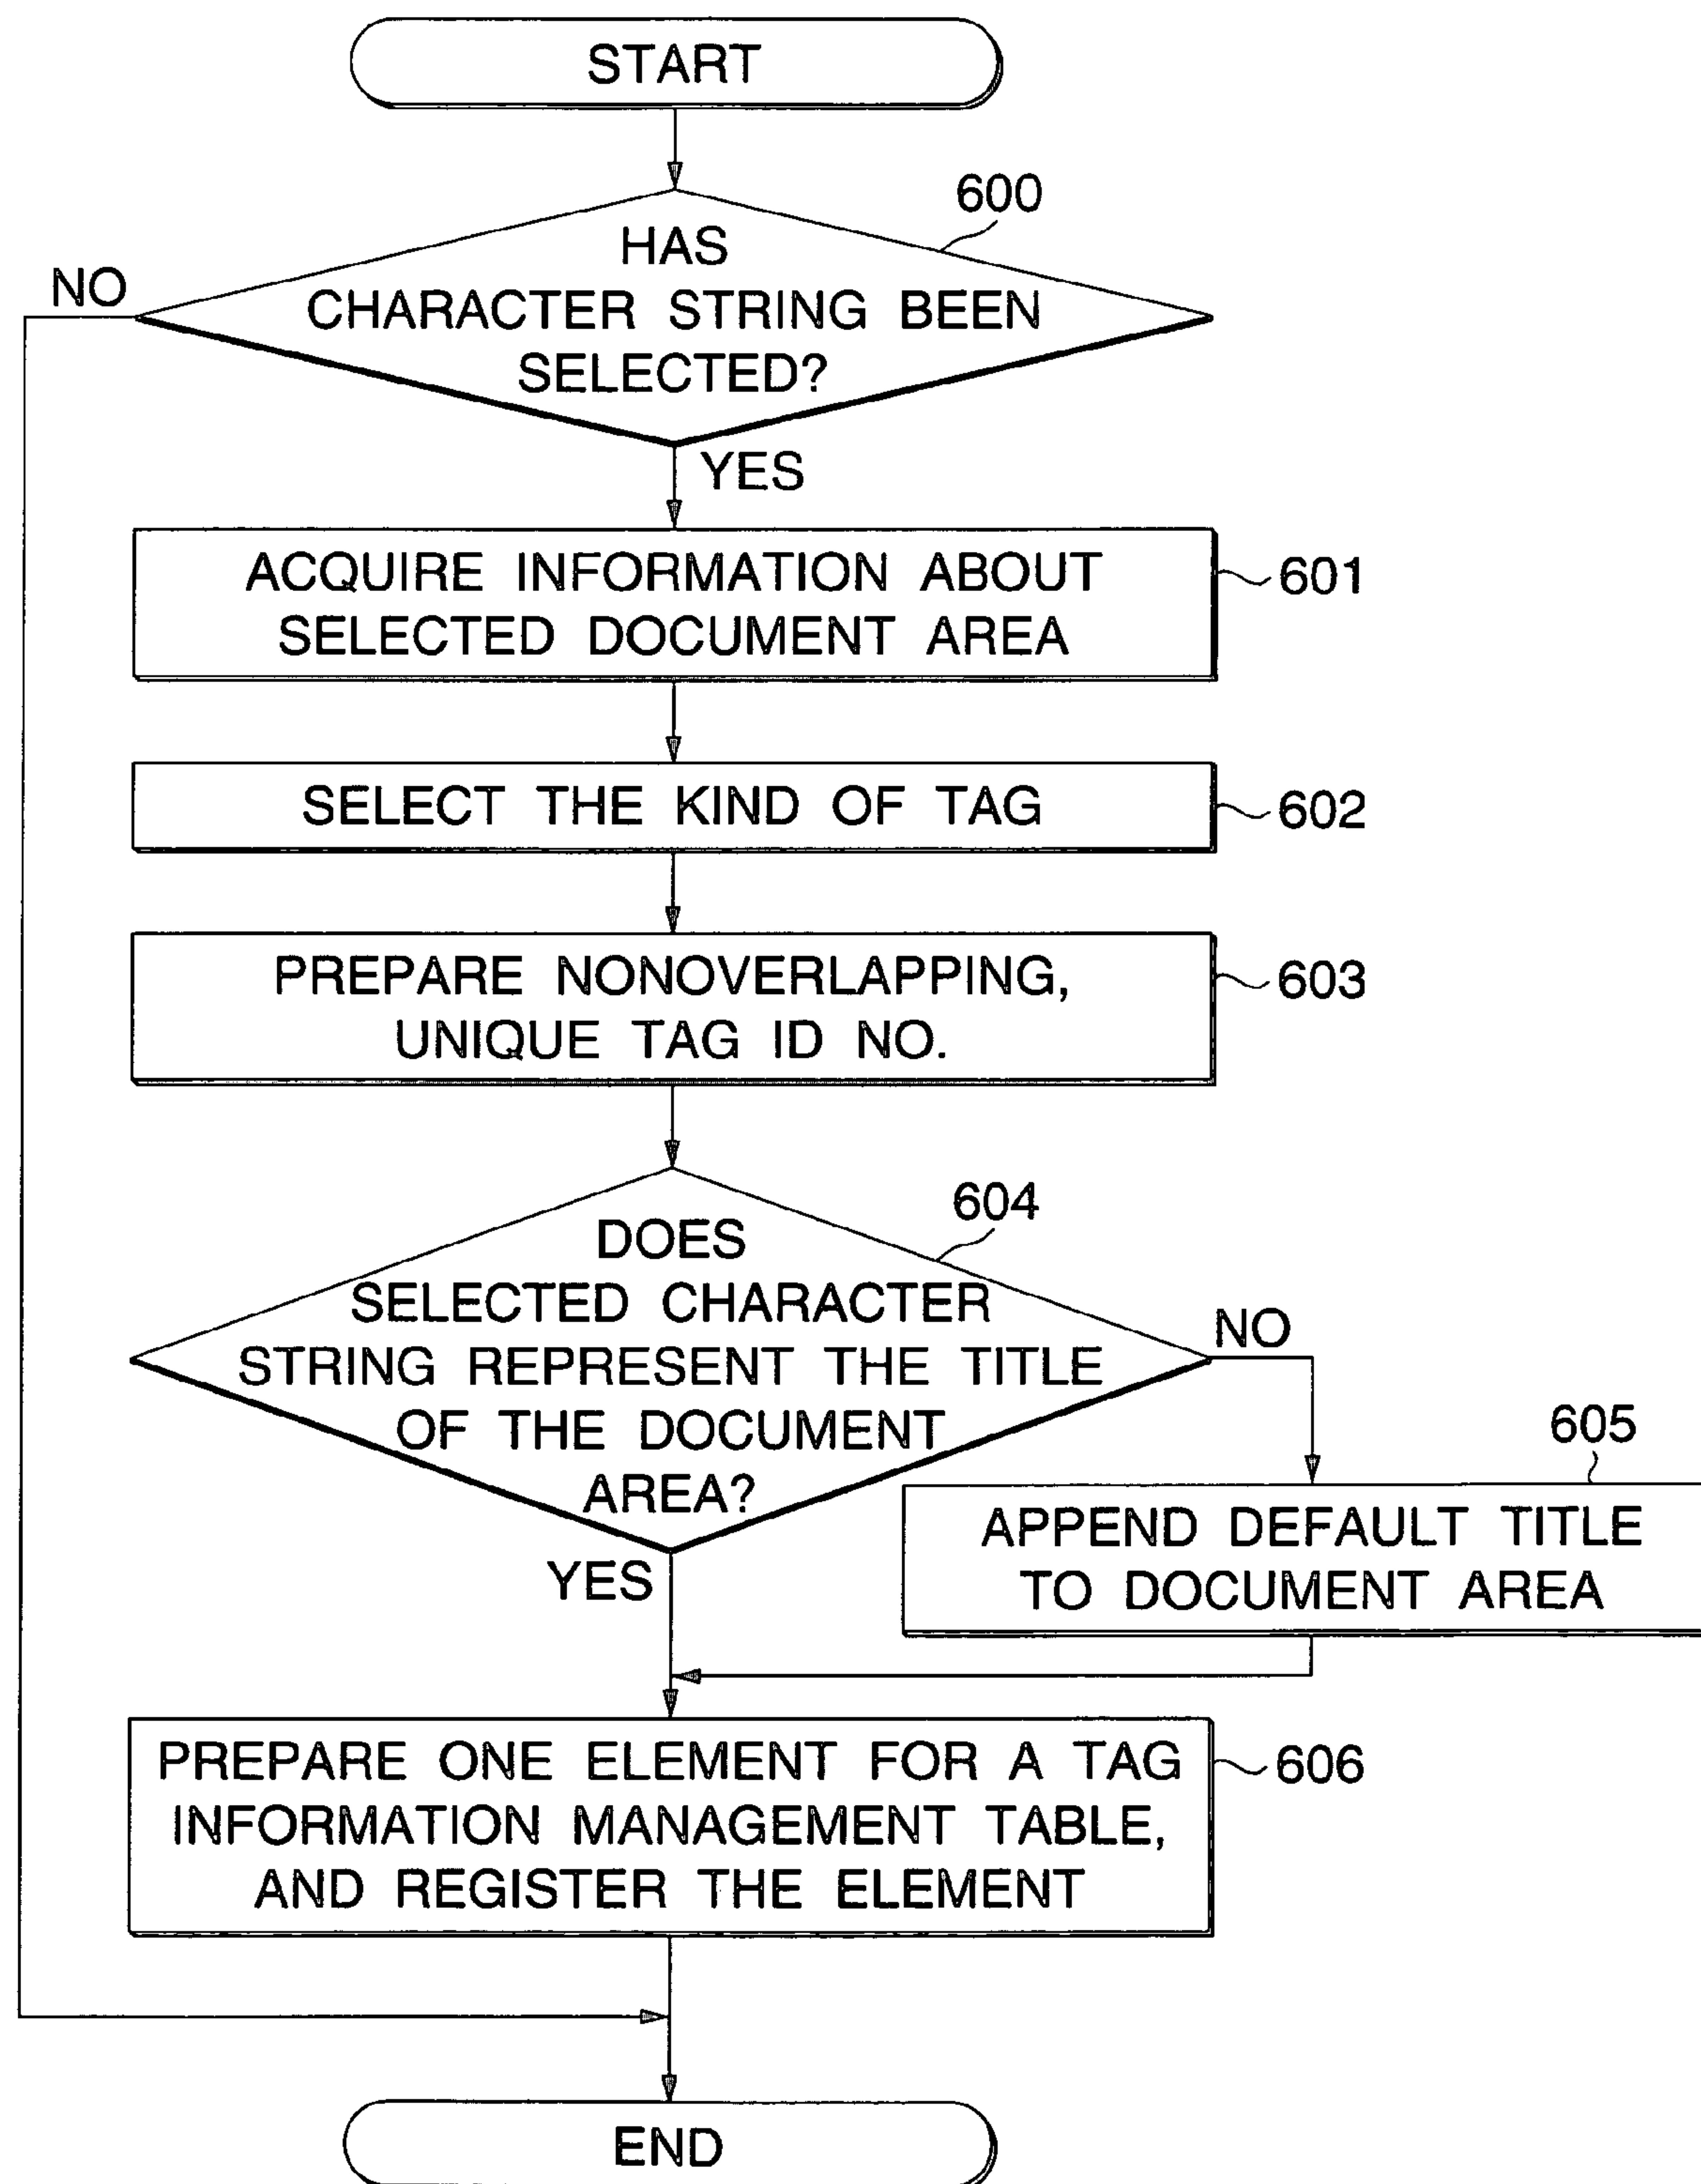 START
600
HAS
CHARACTER STRING BEEN
SELECTED?
NO
YES
ACQUIRE INFORMATION ABOUT
SELECTED DOCUMENT AREA
601
SELECT THE KIND OF TAG
602
PREPARE NONOVERLAPPING,
UNIQUE TAG ID NO.
603
604
DOES
SELECTED CHARACTER
STRING REPRESENT THE TITLE
OF THE DOCUMENT
AREA?
NO
YES
605
APPEND DEFAULT TITLE
TO DOCUMENT AREA
PREPARE ONE ELEMENT FOR A TAG
INFORMATION MANAGEMENT TABLE,
AND REGISTER THE ELEMENT
606
END